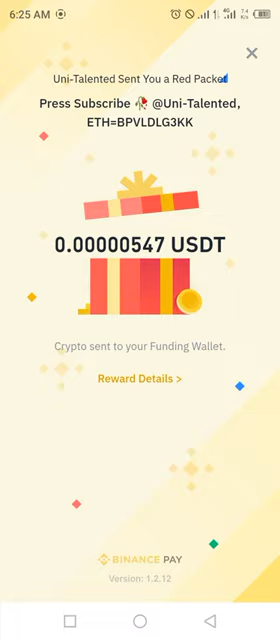 6:25 AM
Uni-Talented Sent You a Red Packet
Press Subscribe 🥀 @Uni-Talented,
ETH=BPVLDLG3KK
0.00000547 USDT
Crypto sent to your Funding Wallet.
Reward Details >
BINANCE PAY
Version: 1.2.12